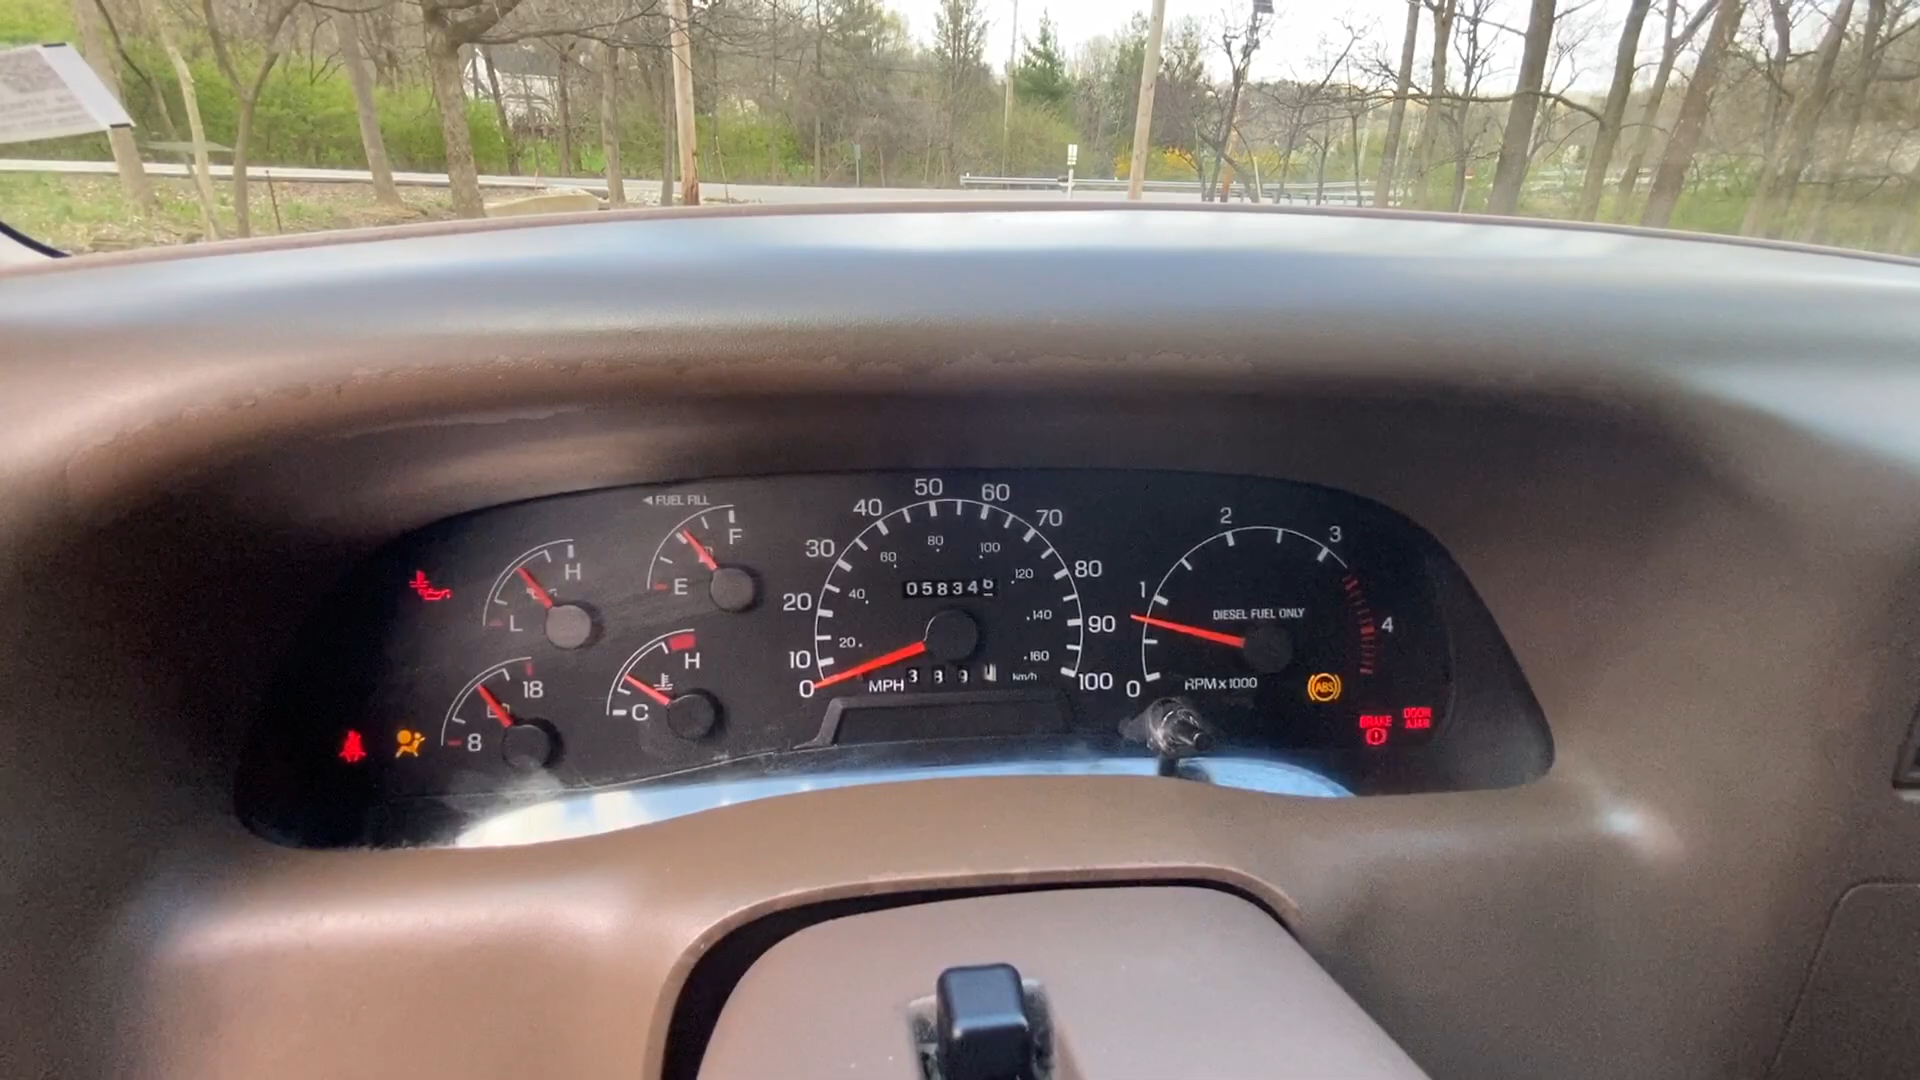 ◄ FUEL FILL
F
E
H
L
18
8
H
C
0
10
20
30
40
50
60
70
80
90
100
20
40
60
80
100
120
140
160
05834
MPH
km/h
0
1
2
3
4
DIESEL FUEL ONLY
RPM x 1000
ABS
BRAKE
DOOR
AJAR